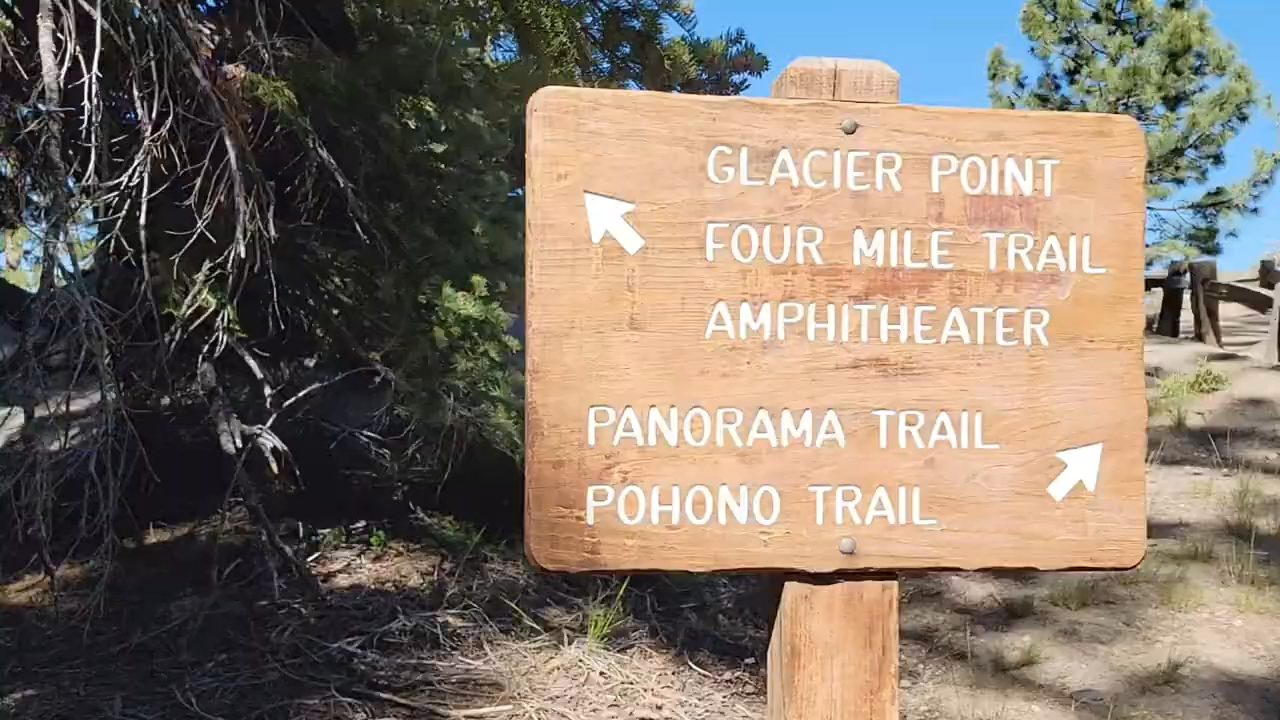 GLACIER POINT
FOUR MILE TRAIL
AMPHITHEATER
PANORAMA TRAIL
POHONO TRAIL